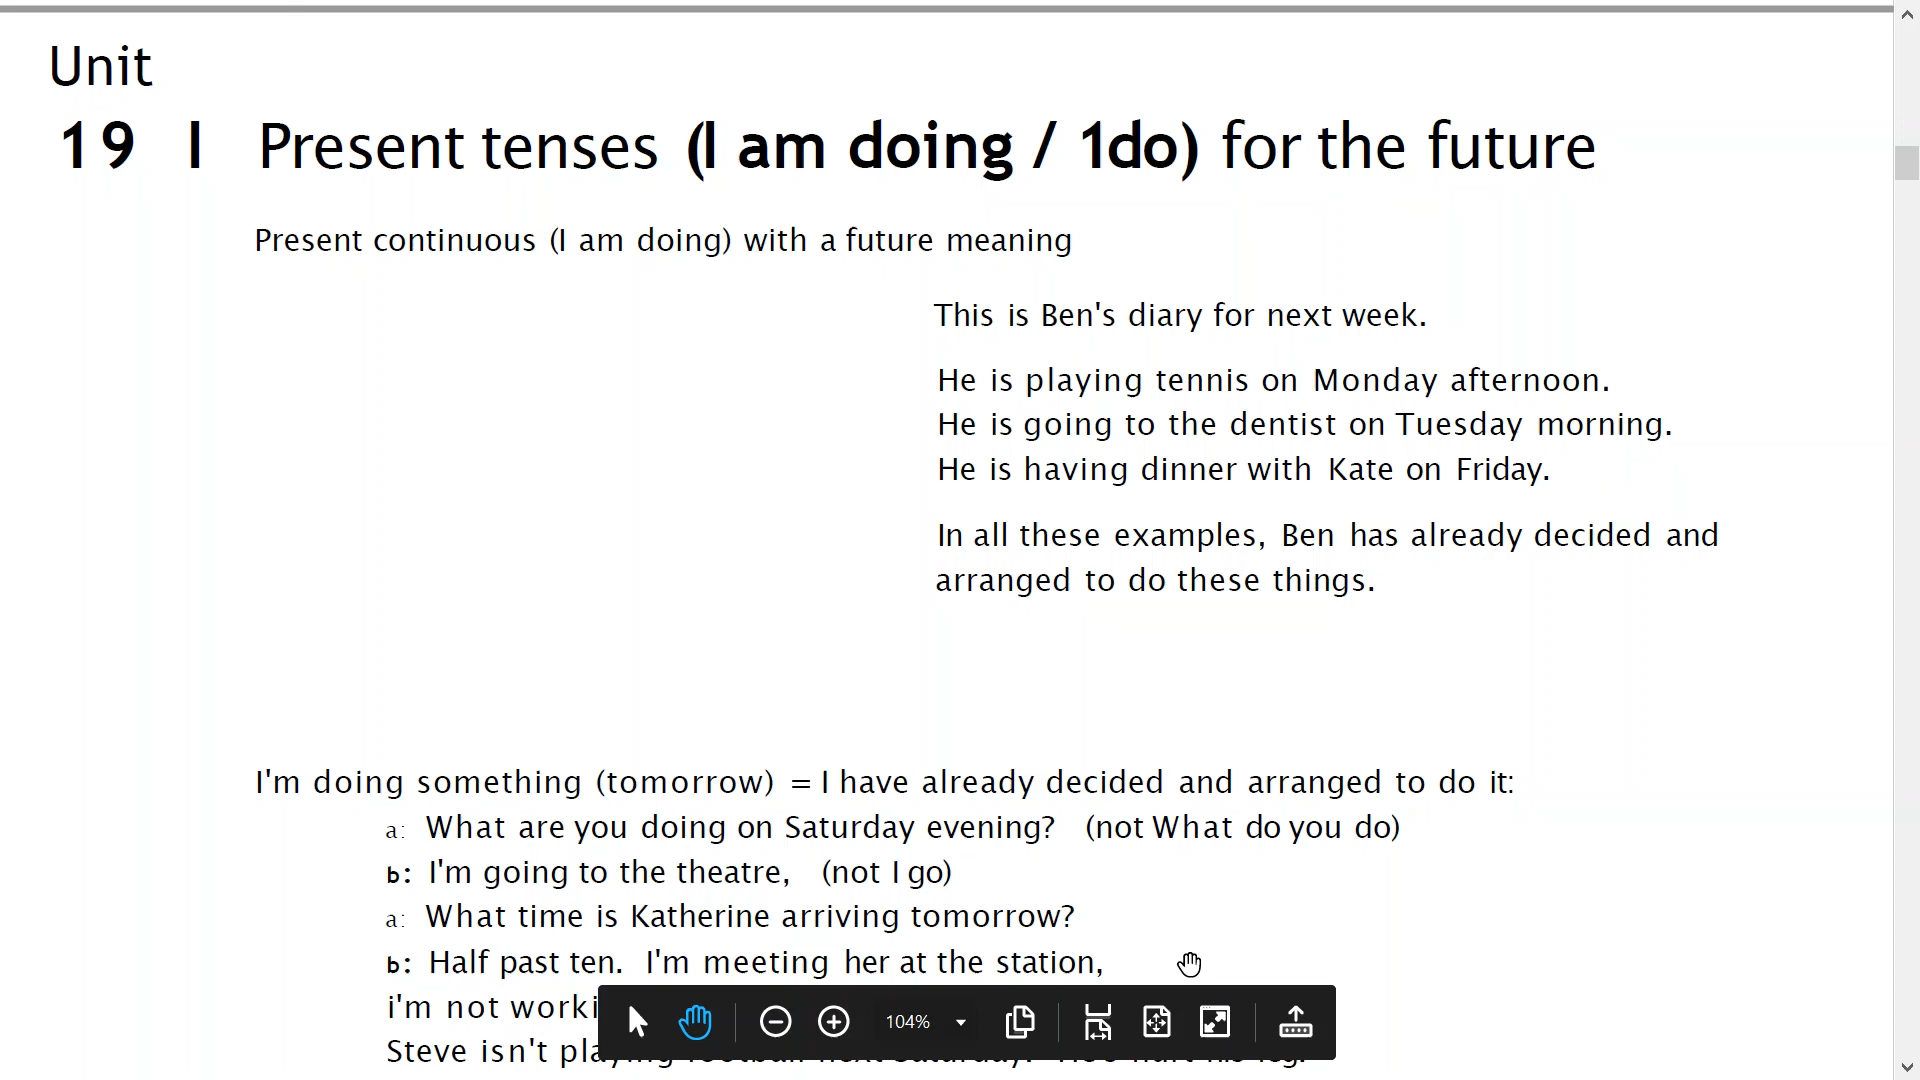 Unit
19 I Present tenses (I am doing / 1do) for the future
Present continuous (I am doing) with a future meaning
This is Ben's diary for next week.
He is playing tennis on Monday afternoon.
He is going to the dentist on Tuesday morning.
He is having dinner with Kate on Friday.
In all these examples, Ben has already decided and
arranged to do these things.
I'm doing something (tomorrow) = I have already decided and arranged to do it:
a: What are you doing on Saturday evening? (not What do you do)
b: I'm going to the theatre, (not I go)
a: What time is Katherine arriving tomorrow?
b: Half past ten. I'm meeting her at the station,
i'm not worki
104%
Steve isn't playing football next Saturday.